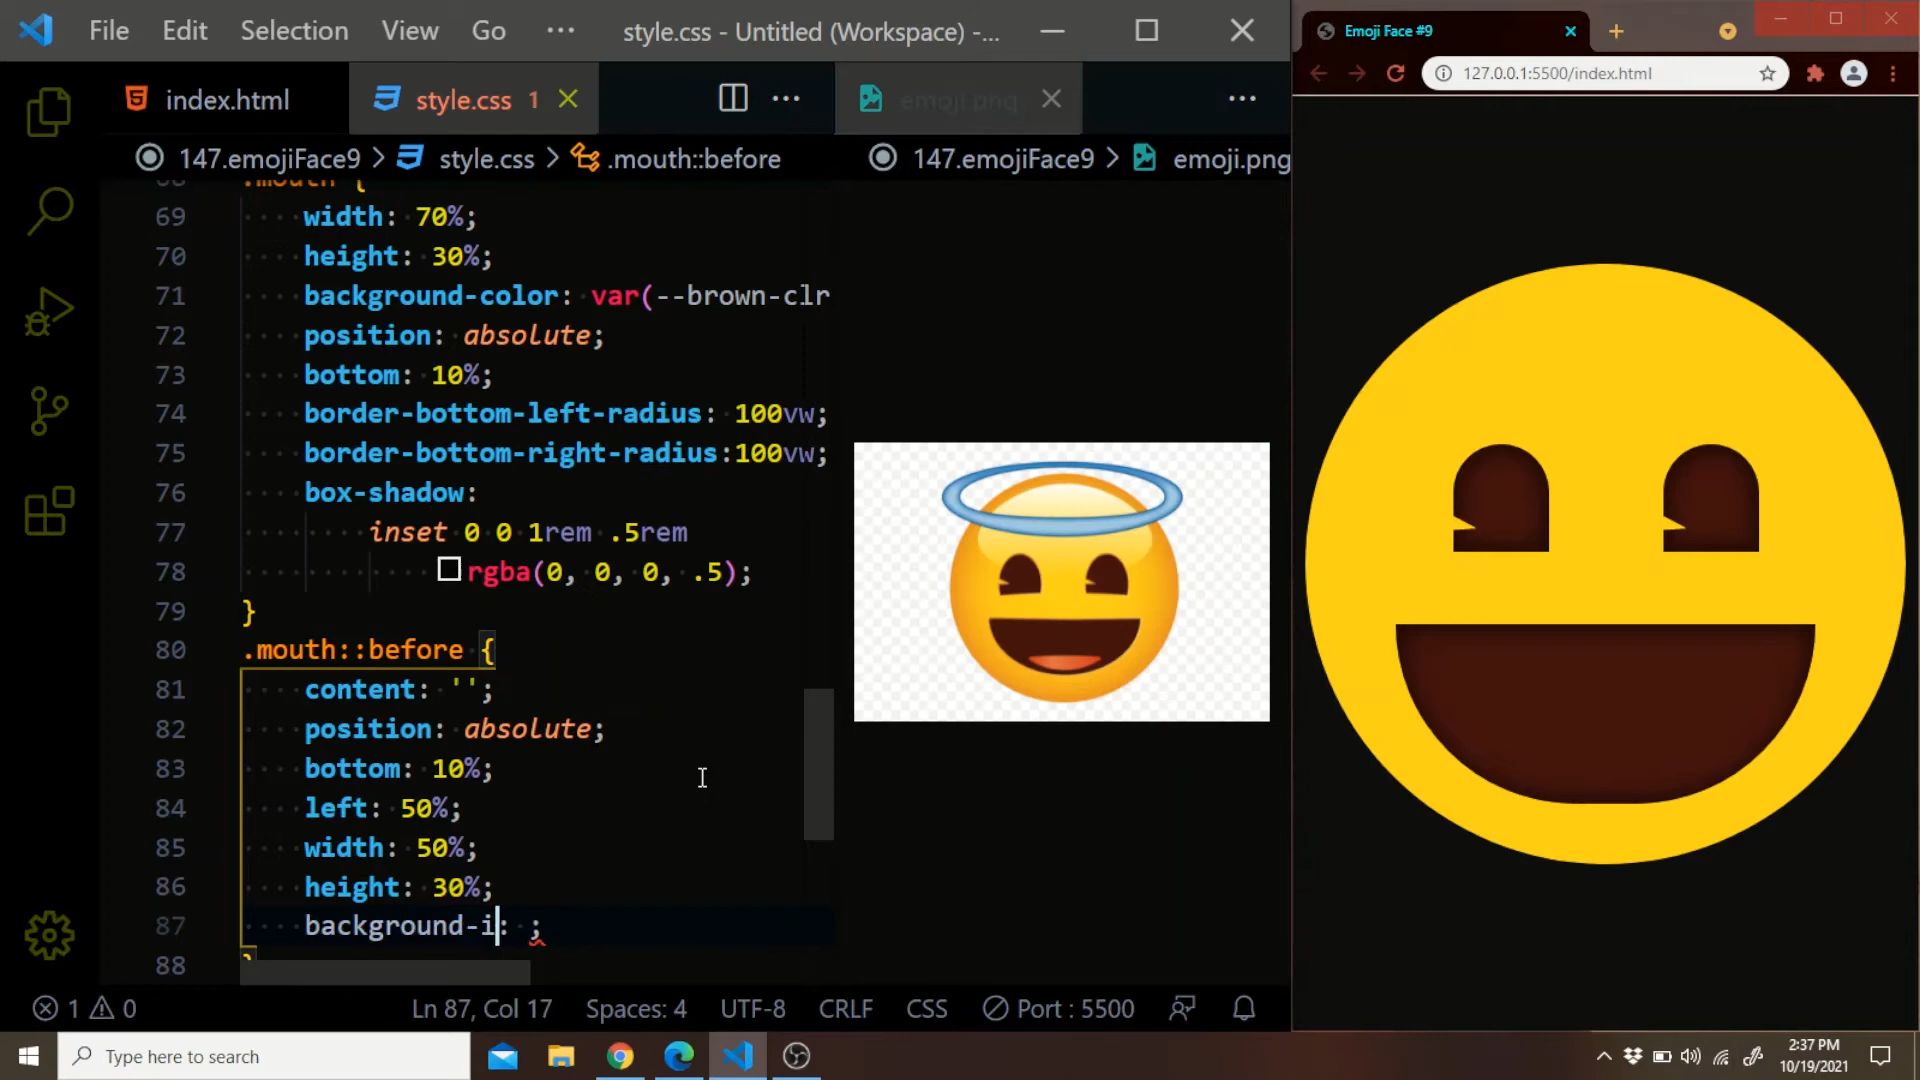 File Edit Selection View Go ··· style.css - Untitled (Workspace) -...
index.html style.css 1 ··· emoji.png ···
147.emojiFace9 > style.css > .mouth::before
147.emojiFace9 > emoji.png
.mouth {
69 width: 70%;
70 height: 30%;
71 background-color: var(--brown-clr
72 position: absolute;
73 bottom: 10%;
74 border-bottom-left-radius: 100vw;
75 border-bottom-right-radius:100vw;
76 box-shadow:
77 inset 0 0 1rem .5rem
78 rgba(0, 0, 0, .5);
79 }
80 .mouth::before {
81 content: '';
82 position: absolute;
83 bottom: 10%;
84 left: 50%;
85 width: 50%;
86 height: 30%;
87 background-i: ;
88 }
1 0 Ln 87, Col 17 Spaces: 4 UTF-8 CRLF CSS Port : 5500
Emoji Face #9
127.0.0.1:5500/index.html
Type here to search
2:37 PM
10/19/2021